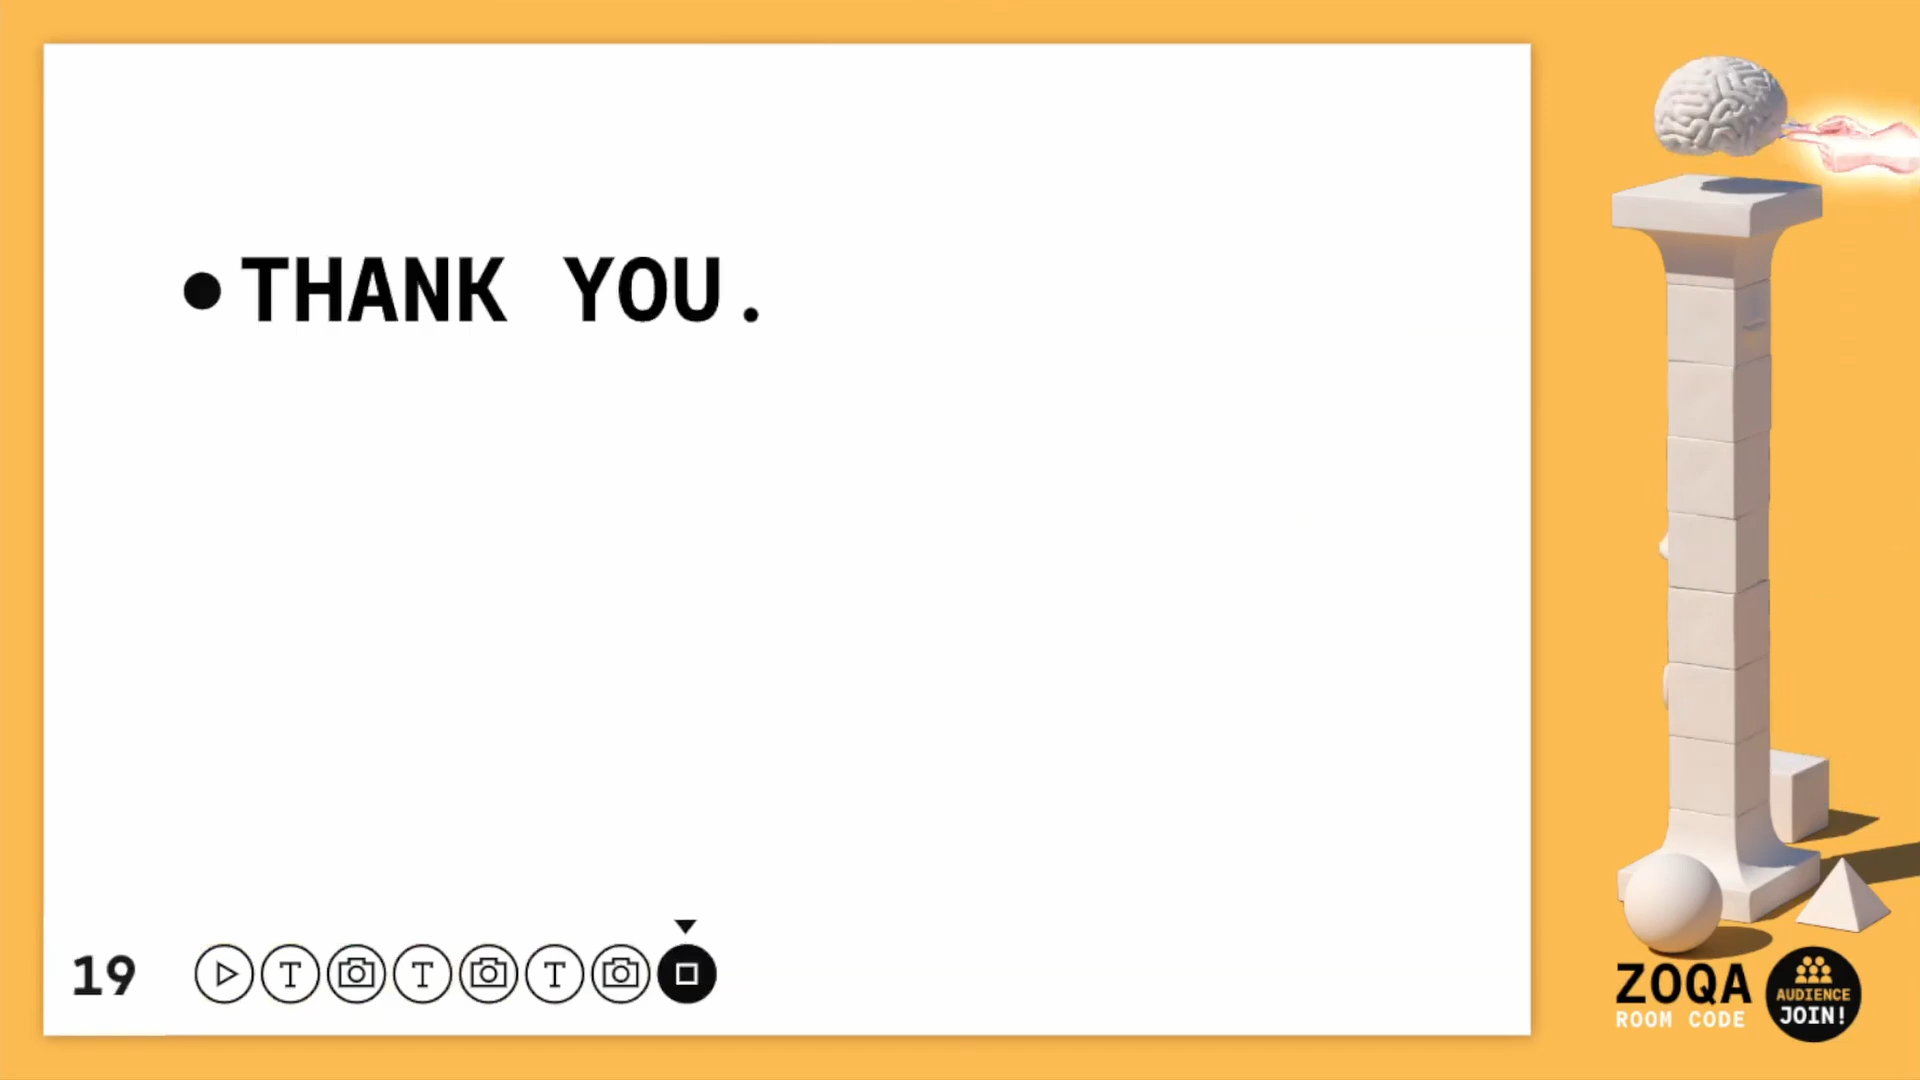 • THANK YOU.
19
T T T
ZOQA
ROOM CODE
AUDIENCE
JOIN!